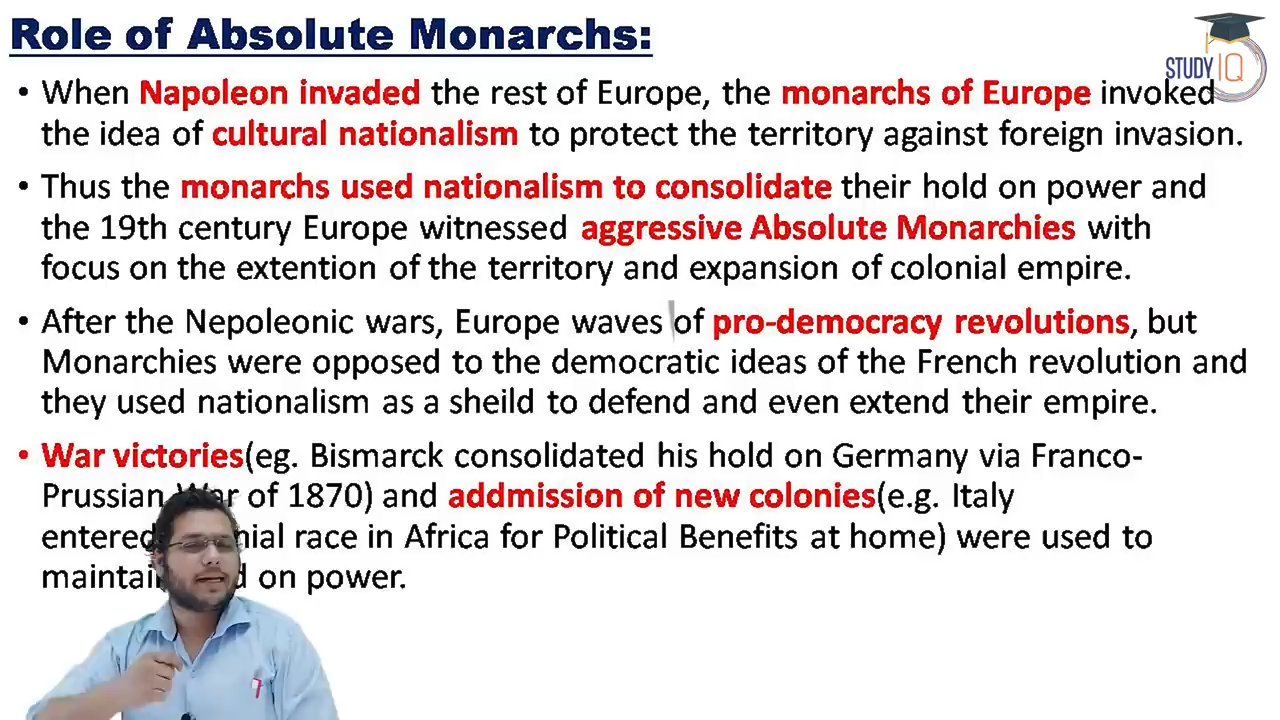 Role of Absolute Monarchs:
STUDY IQ
• When Napoleon invaded the rest of Europe, the monarchs of Europe invoked
the idea of cultural nationalism to protect the territory against foreign invasion.
• Thus the monarchs used nationalism to consolidate their hold on power and
the 19th century Europe witnessed aggressive Absolute Monarchies with
focus on the extention of the territory and expansion of colonial empire.
• After the Nepoleonic wars, Europe waves of pro-democracy revolutions, but
Monarchies were opposed to the democratic ideas of the French revolution and
they used nationalism as a sheild to defend and even extend their empire.
• War victories(eg. Bismarck consolidated his hold on Germany via Franco-
Prussian War of 1870) and addmission of new colonies(e.g. Italy
entered race in Africa for Political Benefits at home) were used to
on power.